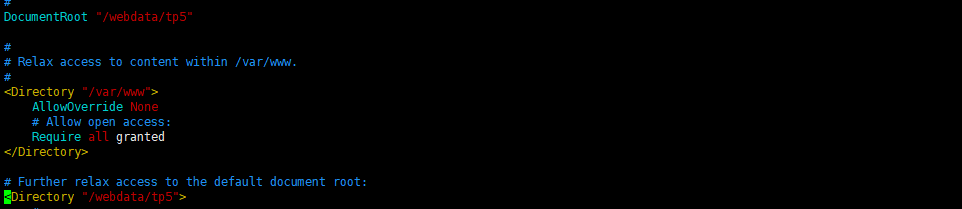 #
DocumentRoot "/webdata/tp5"
#
# Relax access to content within /var/www.
#
<Directory "/var/www">
    AllowOverride None
    # Allow open access:
    Require all granted
</Directory>
# Further relax access to the default document root:
<Directory "/webdata/tp5">
    #